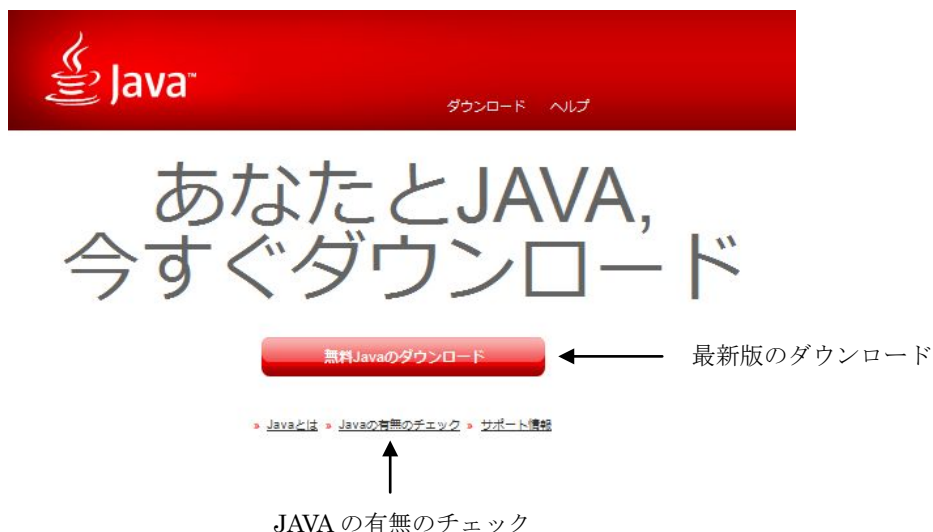 Java™
ダウンロード ヘルプ
あなたとJAVA,
今すぐダウンロード
無料Javaのダウンロード
最新版のダウンロード
» Javaとは » Javaの有無のチェック » サポート情報
JAVA の有無のチェック